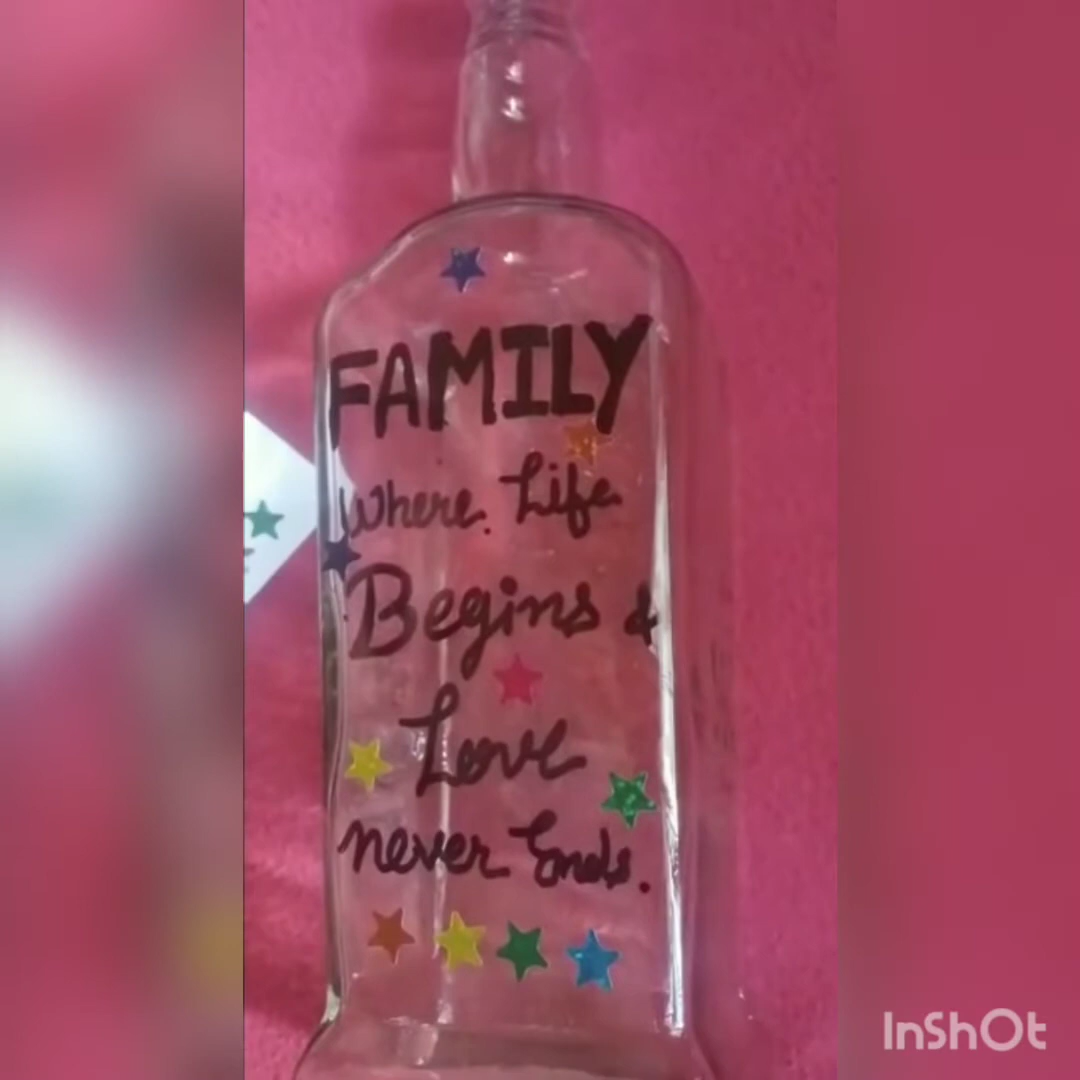 FAMILY
Where. Life
Begins &
Love
never Ends.
InShOt